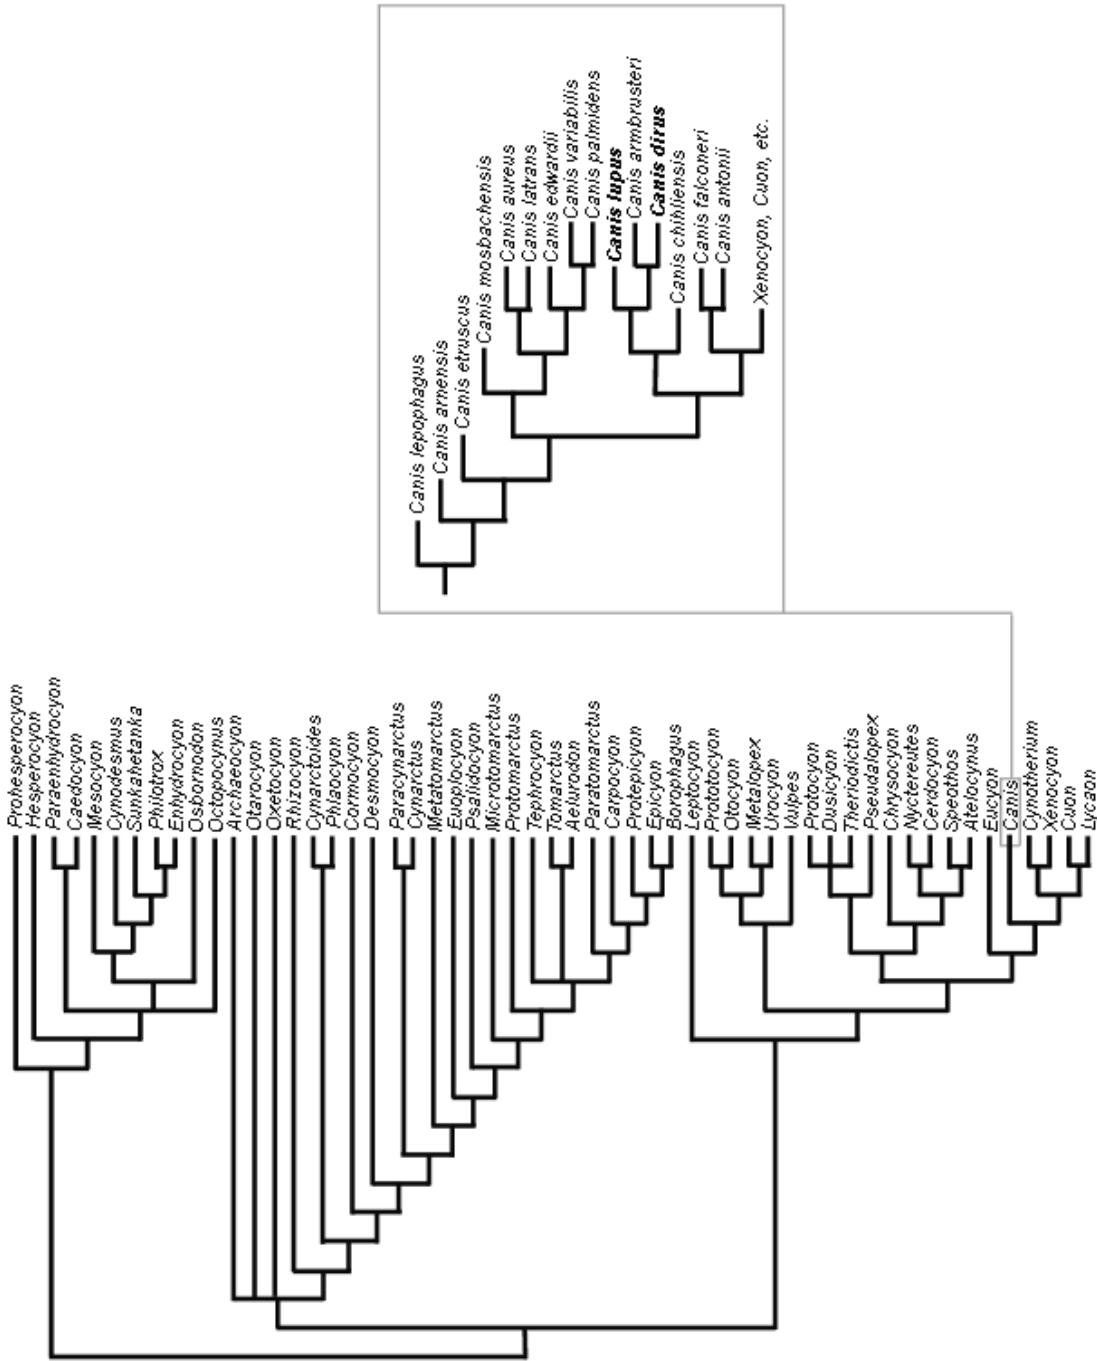 Canis lepophagus
Canis arnensis
Canis etruscus
Canis mosbachensis
Canis aureus
Canis latrans
Canis edwardii
Canis variabilis
Canis palmidens
Canis lupus
Canis armbrusteri
Canis dirus
Canis chihliensis
Canis falconeri
Canis antonii
Xenocyon, Cuon, etc.
Prohesperocyon
Hesperocyon
Paraenhydrocyon
Caedocyon
Mesocyon
Cynodesmus
Sunkahetanka
Philotrox
Enhydrocyon
Osbornodon
Octopocynus
Archaeocyon
Otarocyon
Oxetocyon
Rhizocyon
Cynarctoides
Phlaocyon
Cormocyon
Desmocyon
Paracynarctus
Cynarctus
Metatomarctus
Euoplocyon
Psalidocyon
Microtomarctus
Protomarctus
Tephrocyon
Tomarctus
Aelurodon
Paratomarctus
Carpocyon
Protepicyon
Epicyon
Borophagus
Leptocyon
Prototocyon
Otocyon
Metalopex
Urocyon
Vulpes
Protocyon
Dusicyon
Theriodictis
Pseudalopex
Chrysocyon
Nyctereutes
Cerdocyon
Speothos
Atelocynus
Eucyon
Canis
Cynotherium
Xenocyon
Cuon
Lycaon